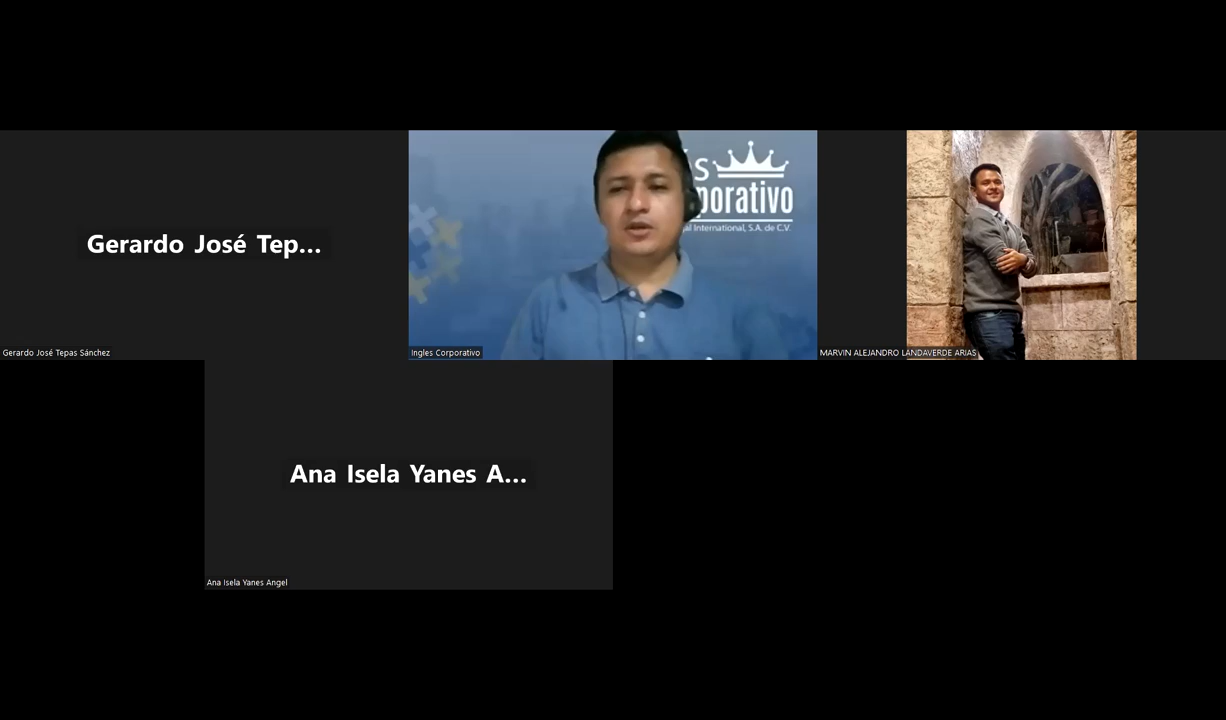 Gerardo José Tep...
s
porativo
al International, S.A. de C.V.
Gerardo José Tepas Sánchez
Ingles Corporativo
MARVIN ALEJANDRO LANDAVERDE ARIAS
Ana Isela Yanes A...
Ana Isela Yanes Angel